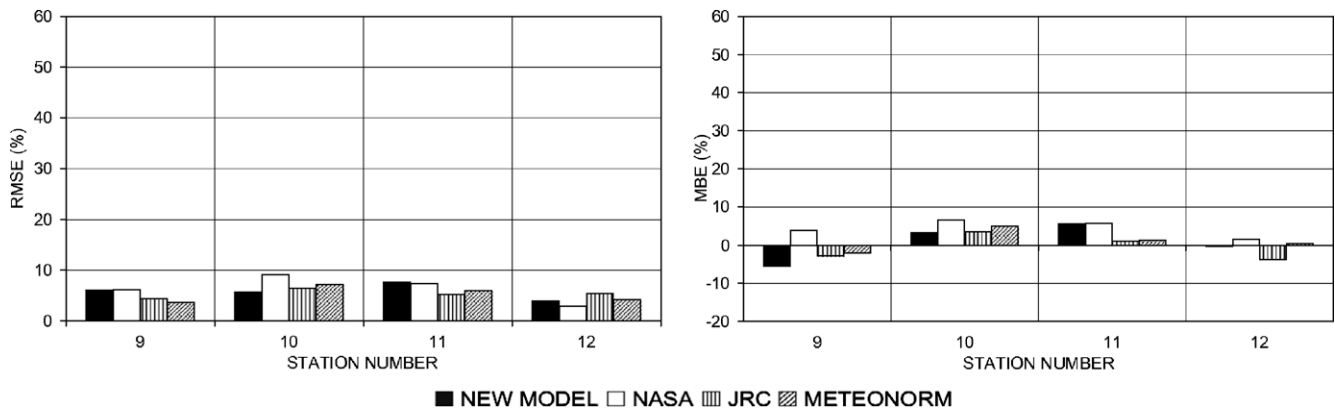 60
50
40
30
20
10
0
RMSE (%)
9 10 11 12
STATION NUMBER
60
50
40
30
20
10
0
-10
-20
MBE (%)
9 10 11 12
STATION NUMBER
NEW MODEL NASA JRC METEONORM